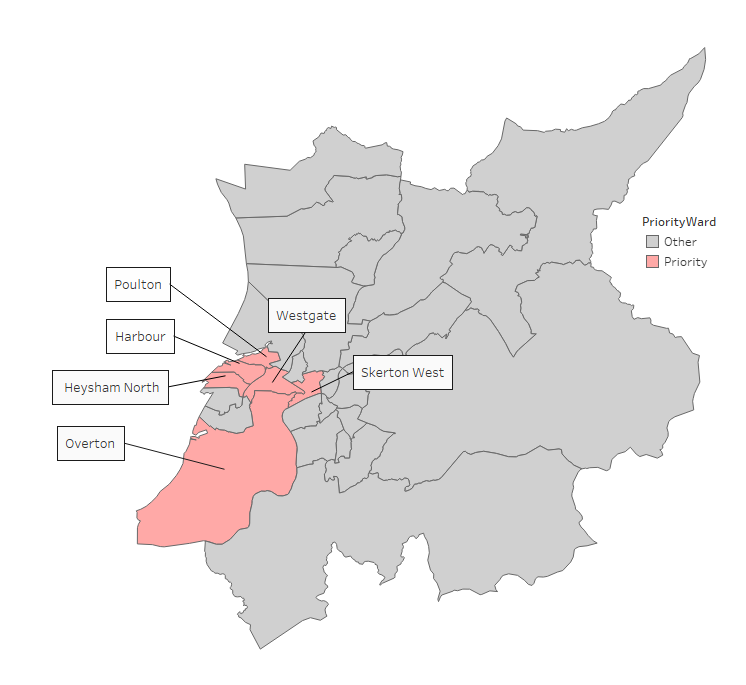 PriorityWard
Other
Priority
Poulton
Westgate
Harbour
Skerton West
Heysham North
Overton